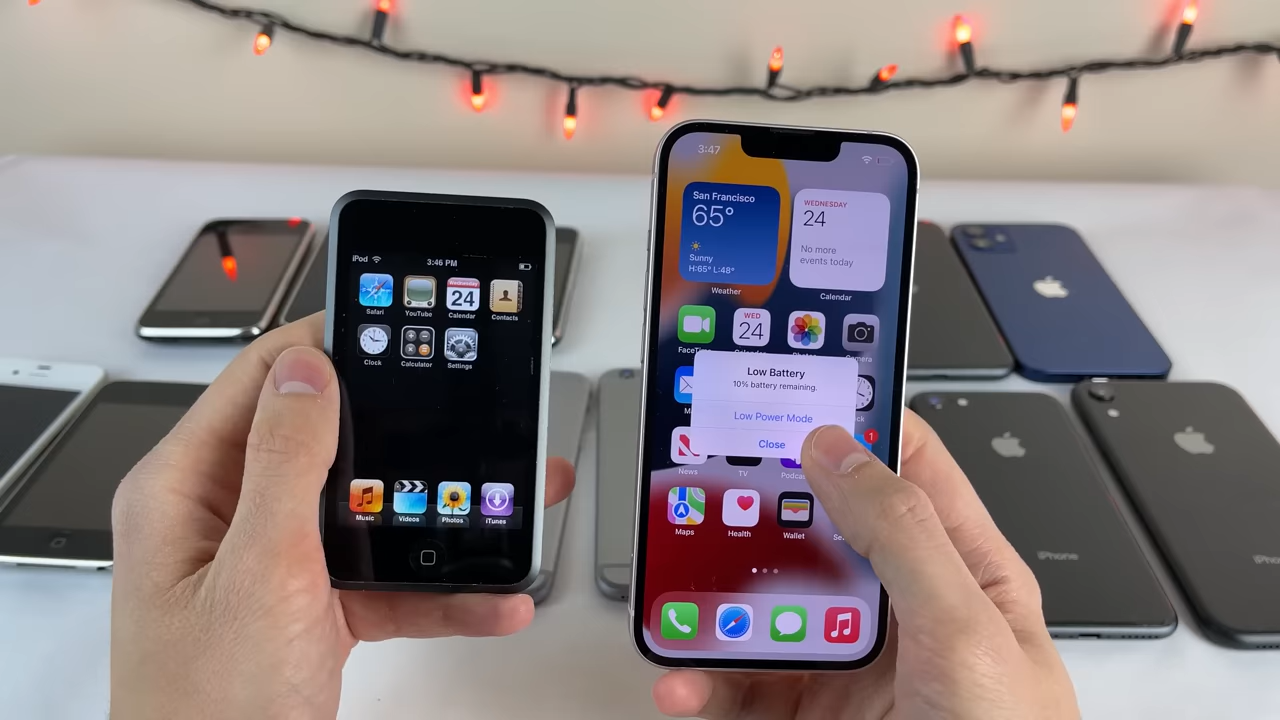 iPod
3:46 PM
Safari
YouTube
Wednesday
24
Calendar
Contacts
Clock
Calculator
Settings
Music
Videos
Photos
iTunes
3:47
San Francisco
65°
Sunny
H:65° L:48°
Weather
WEDNESDAY
24
No more
events today
Calendar
WED
24
Low Battery
10% battery remaining.
Low Power Mode
Close
1
News
TV
Maps
Health
Wallet
iPhone